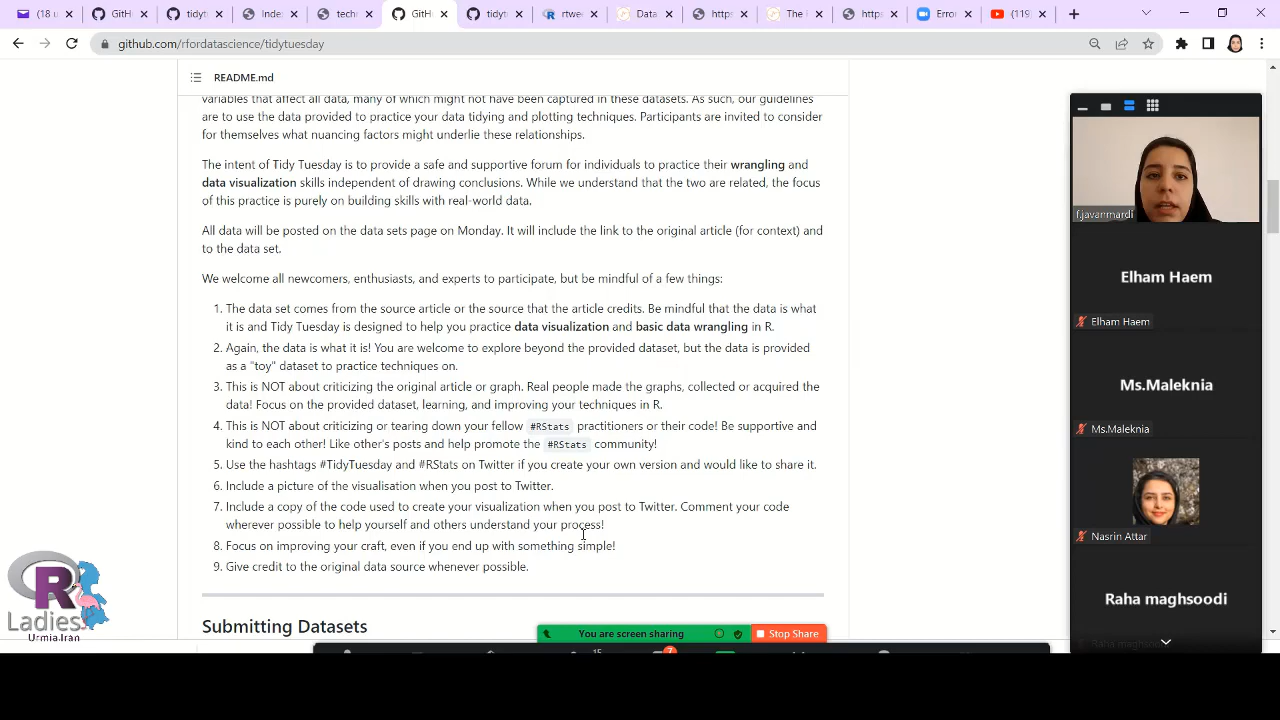 (18 u
GitH
tidyt
Inde
techr
GitH
tidyt
rtwe
Data
https
The I
https
Error
(119)
github.com/rfordatascience/tidytuesday
README.md
variables that affect all data, many of which might not have been captured in these datasets. As such, our guidelines
are to use the data provided to practice your data tidying and plotting techniques. Participants are invited to consider
for themselves what nuancing factors might underlie these relationships.
The intent of Tidy Tuesday is to provide a safe and supportive forum for individuals to practice their wrangling and
data visualization skills independent of drawing conclusions. While we understand that the two are related, the focus
of this practice is purely on building skills with real-world data.
All data will be posted on the data sets page on Monday. It will include the link to the original article (for context) and
to the data set.
We welcome all newcomers, enthusiasts, and experts to participate, but be mindful of a few things:
1. The data set comes from the source article or the source that the article credits. Be mindful that the data is what
it is and Tidy Tuesday is designed to help you practice data visualization and basic data wrangling in R.
2. Again, the data is what it is! You are welcome to explore beyond the provided dataset, but the data is provided
as a "toy" dataset to practice techniques on.
3. This is NOT about criticizing the original article or graph. Real people made the graphs, collected or acquired the
data! Focus on the provided dataset, learning, and improving your techniques in R.
4. This is NOT about criticizing or tearing down your fellow #RStats practitioners or their code! Be supportive and
kind to each other! Like other's posts and help promote the #RStats community!
5. Use the hashtags #TidyTuesday and #RStats on Twitter if you create your own version and would like to share it.
6. Include a picture of the visualisation when you post to Twitter.
7. Include a copy of the code used to create your visualization when you post to Twitter. Comment your code
wherever possible to help yourself and others understand your process!
8. Focus on improving your craft, even if you end up with something simple!
9. Give credit to the original data source whenever possible.
Submitting Datasets
You are screen sharing
Stop Share
15
7
f.javanmardi
Elham Haem
Elham Haem
Ms.Maleknia
Ms.Maleknia
Nasrin Attar
Raha maghsoodi
Raha maghsoodi
R
Ladies
Urmia.Iran